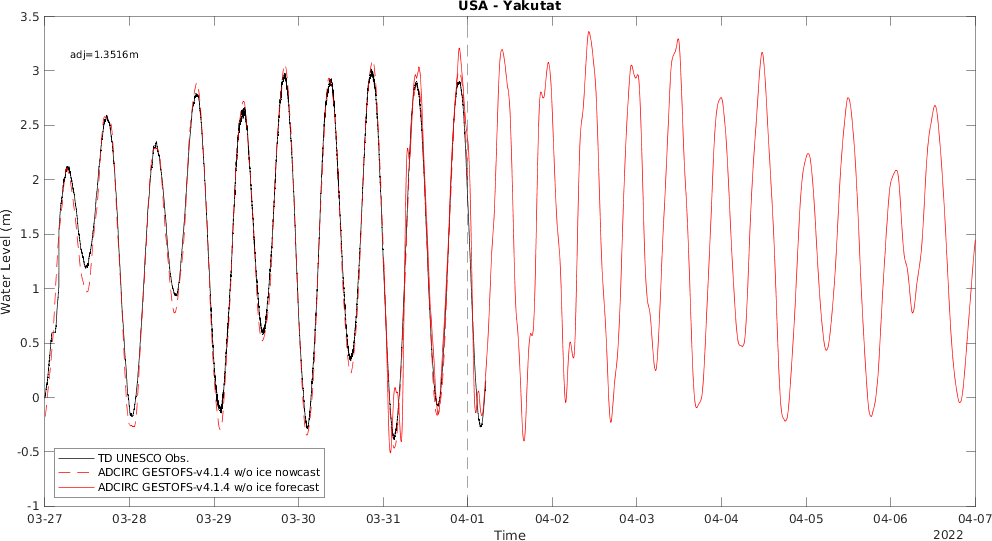 USA - Yakutat
adj=1.3516m
3.5
3
2.5
2
1.5
1
0.5
0
-0.5
-1
Water Level (m)
TD UNESCO Obs.
ADCIRC GESTOFS-v4.1.4 w/o ice nowcast
ADCIRC GESTOFS-v4.1.4 w/o ice forecast
03-27 03-28 03-29 03-30 03-31 04-01 04-02 04-03 04-04 04-05 04-06 04-07
Time
2022